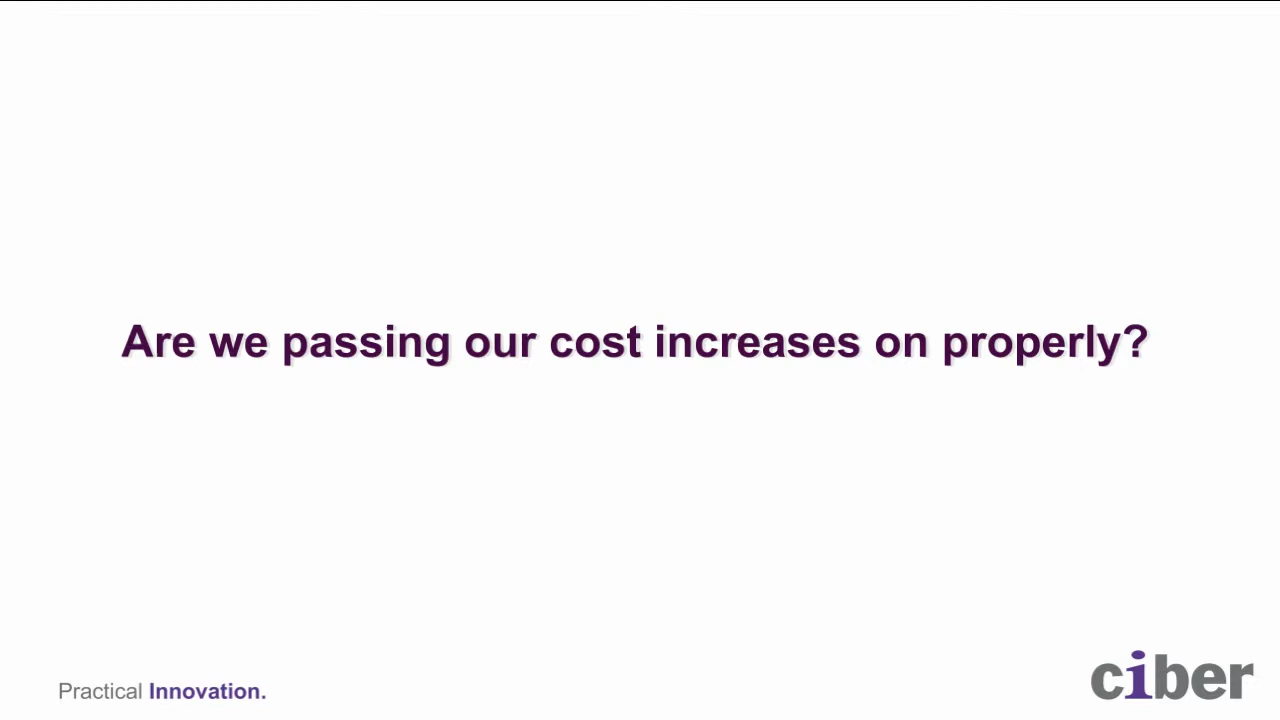 Are we passing our cost increases on properly?
Practical Innovation.
ciber